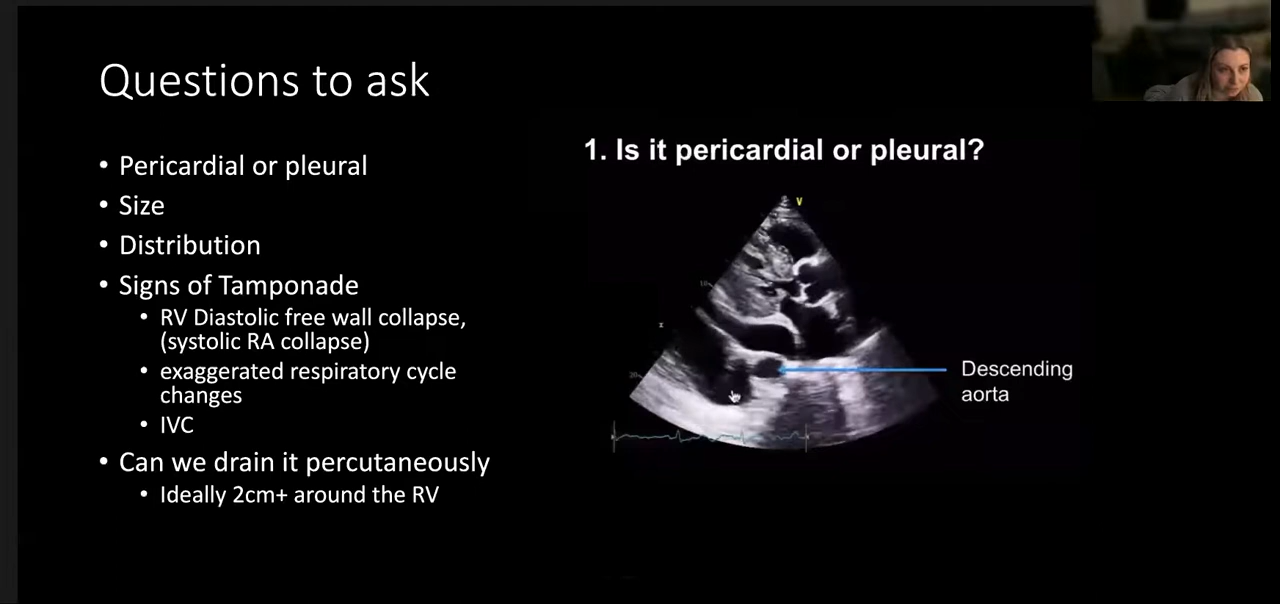 Questions to ask
• Pericardial or pleural
• Size
• Distribution
• Signs of Tamponade
• RV Diastolic free wall collapse,
(systolic RA collapse)
• exaggerated respiratory cycle
changes
• IVC
• Can we drain it percutaneously
• Ideally 2cm+ around the RV
1. Is it pericardial or pleural?
V
10
x
20
Descending
aorta